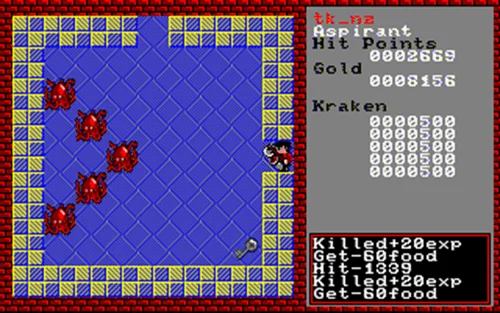 tk_nz
Aspirant
Hit Points
0002669
Gold
0008156
Kraken
0000500
0000500
0000500
0000500
0000500
Killed+20exp
Get-60food
Hit-1339
Killed+20exp
Get-60food